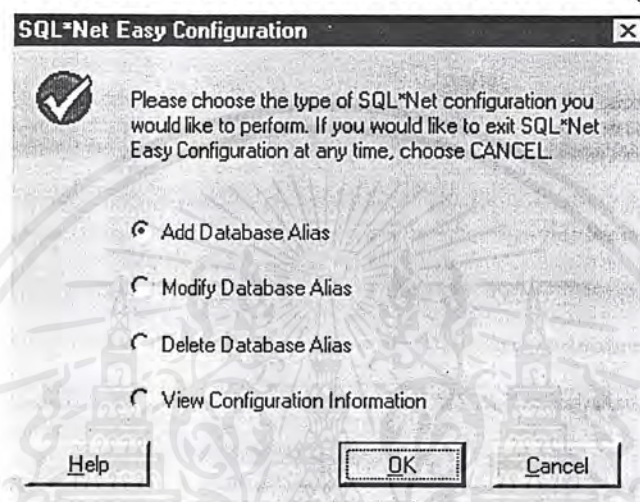 SQL*Net Easy Configuration
Please choose the type of SQL*Net configuration you
would like to perform. If you would like to exit SQL*Net
Easy Configuration at any time, choose CANCEL.
Add Database Alias
Modify Database Alias
Delete Database Alias
View Configuration Information
Help
OK
Cancel